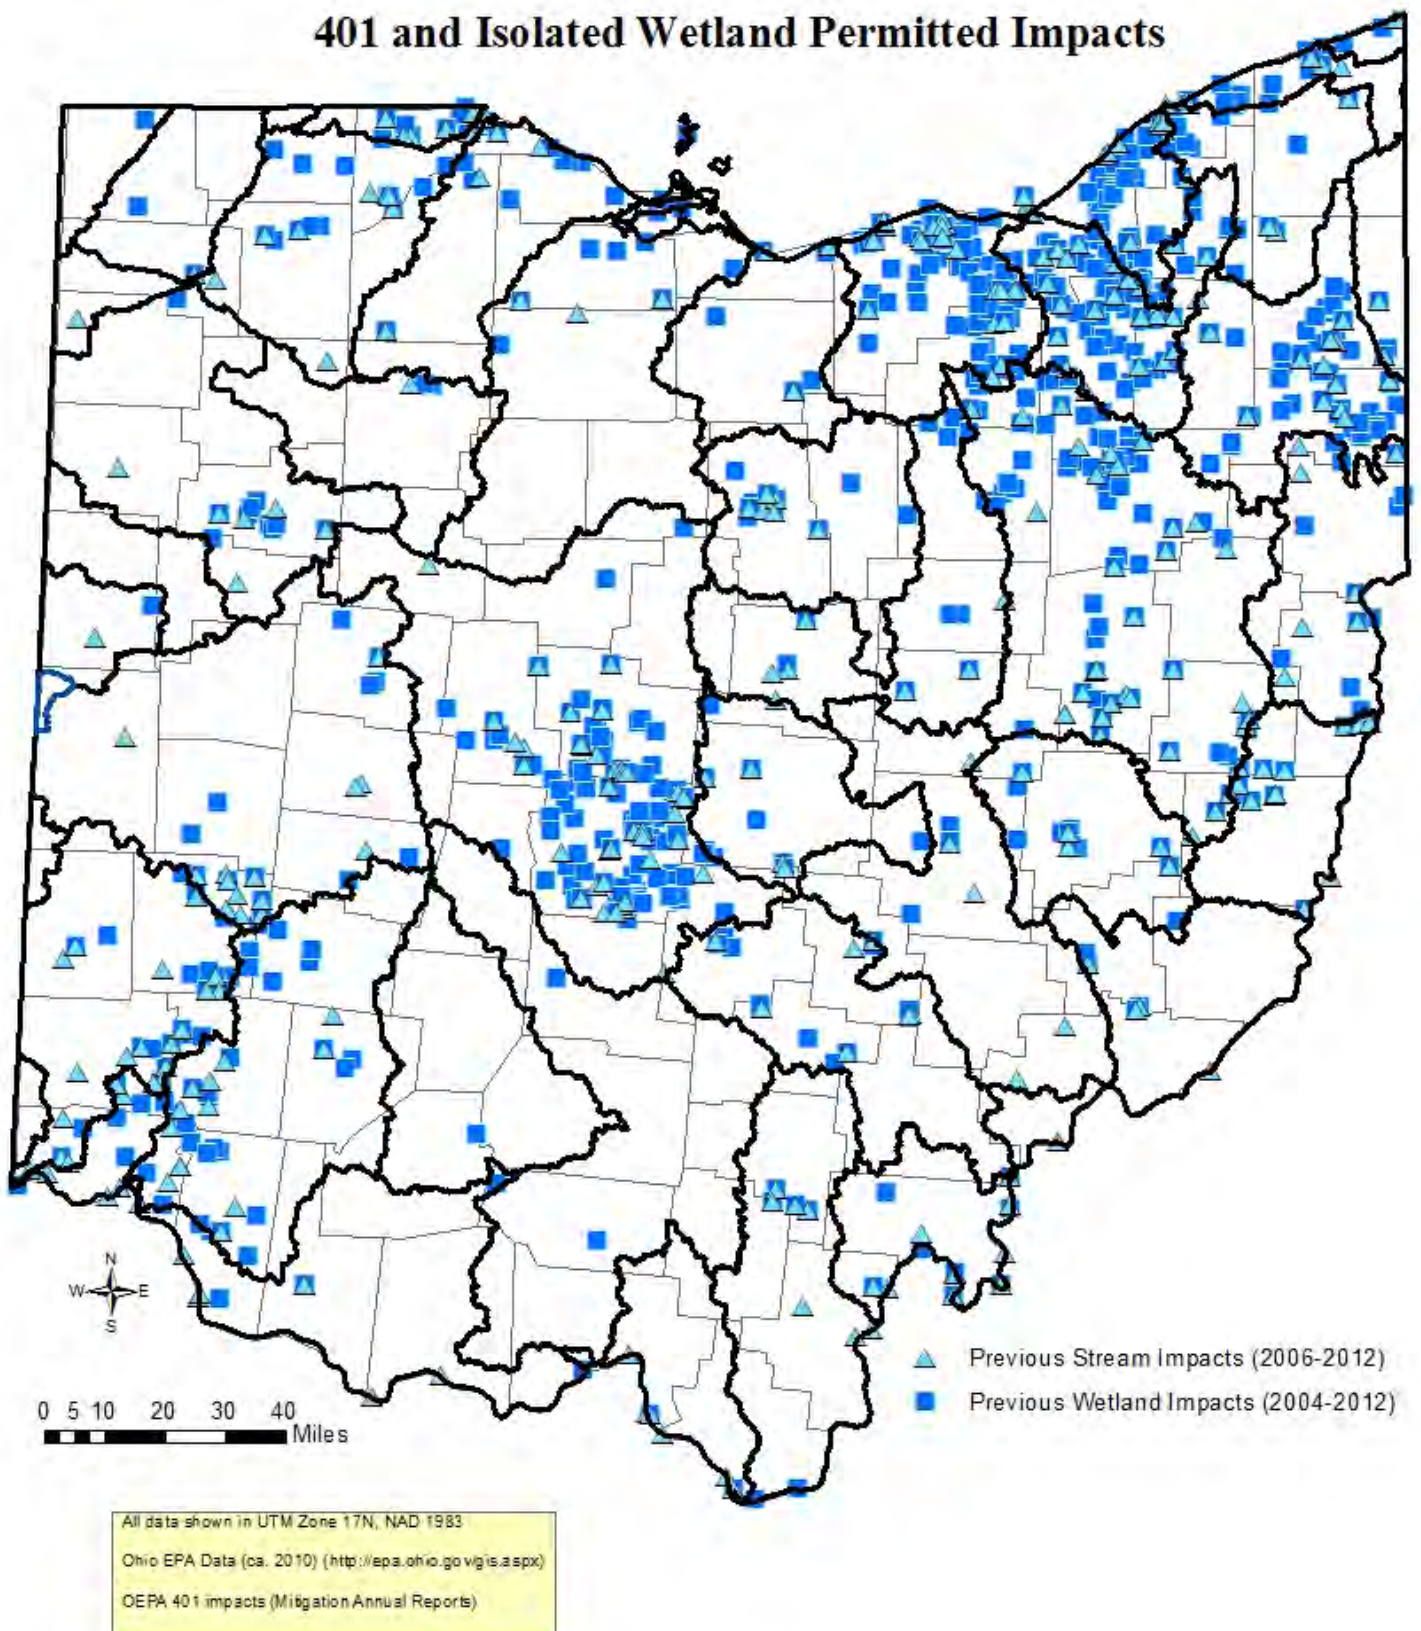 401 and Isolated Wetland Permitted Impacts
N
W E
S
Previous Stream Impacts (2006-2012)
Previous Wetland Impacts (2004-2012)
0 5 10 20 30 40
Miles
All data shown in UTM Zone 17N, NAD 1983
Ohio EPA Data (ca. 2010) (http://epa.ohio.gov/gis.aspx)
OEPA 401 impacts (Mitigation Annual Reports)